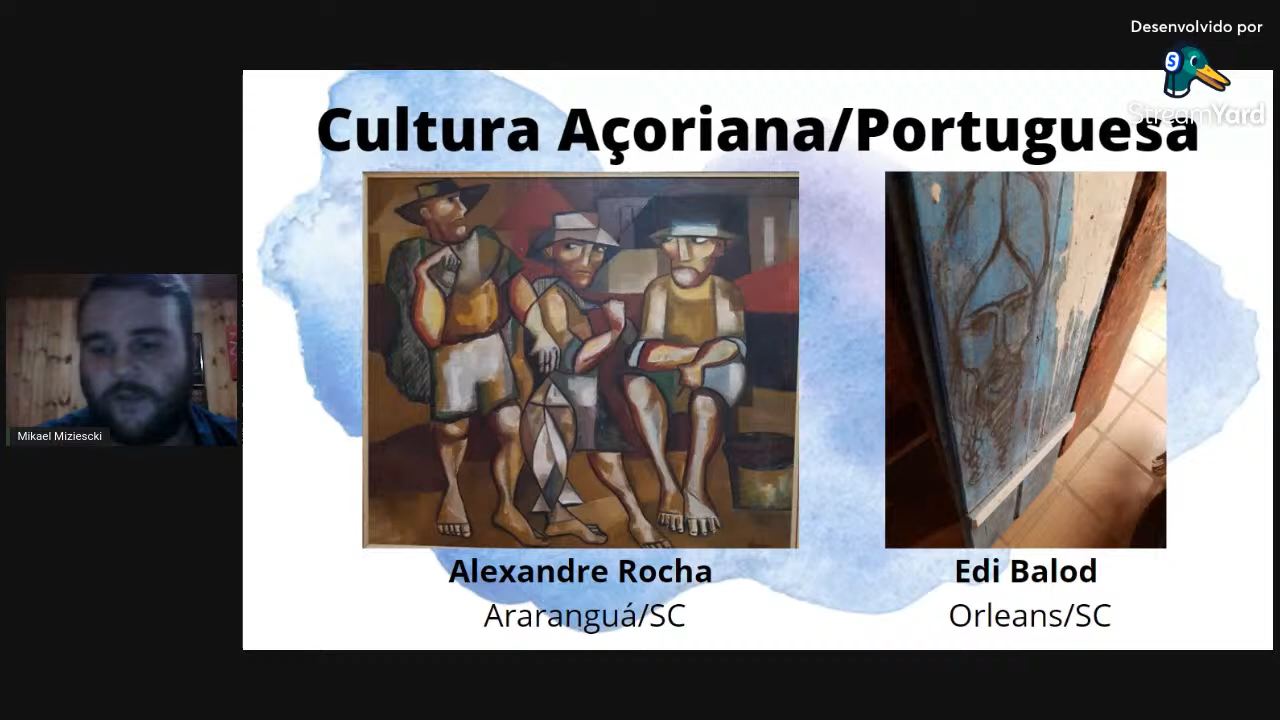 Desenvolvido por
StreamYard
Cultura Açoriana/Portuguesa
Mikael Miziescki
Alexandre Rocha
Edi Balod
Araranguá/SC
Orleans/SC